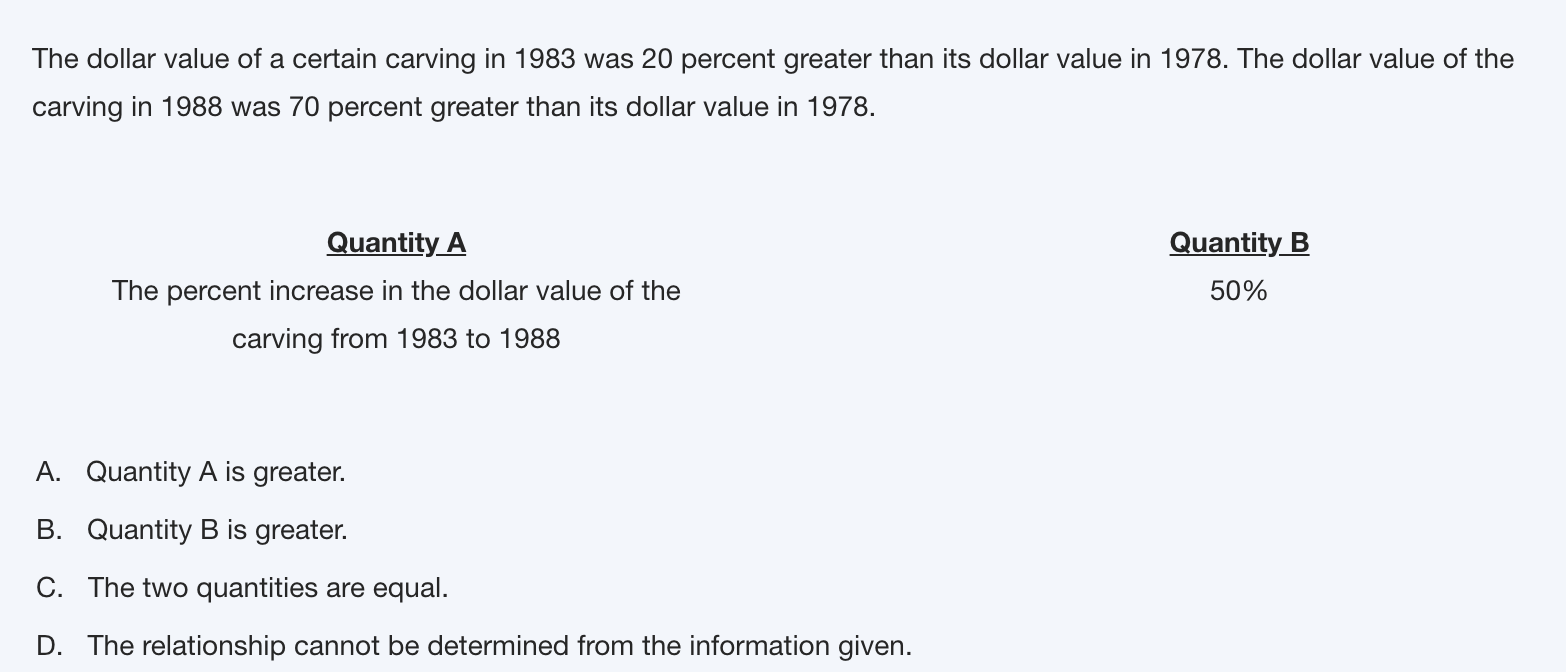 The dollar value of a certain carving in 1983 was 20 percent greater than its dollar value in 1978. The dollar value of the
carving in 1988 was 70 percent greater than its dollar value in 1978.
Quantity A
The percent increase in the dollar value of the
carving from 1983 to 1988
Quantity B
50%
A. Quantity A is greater.
B. Quantity B is greater.
C. The two quantities are equal.
D. The relationship cannot be determined from the information given.